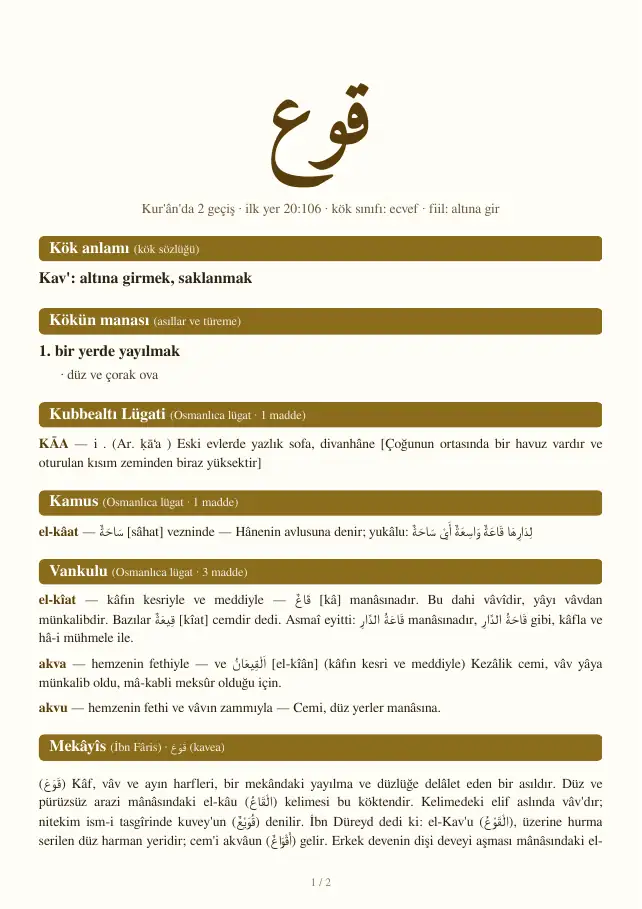 قوع
Kur'ân'da 2 geçiş · ilk yer 20:106 · kök sınıfı: ecvef · fiil: altına gir
Kök anlamı (kök sözlüğü)
Kav': altına girmek, saklanmak
Kökün manası (asıllar ve türeme)
1. bir yerde yayılmak
· düz ve çorak ova
Kubbealtı Lügati (Osmanlıca lügat · 1 madde)
KÃA — i . (Ar. ḳāʿa ) Eski evlerde yazlık sofa, divanhâne [Çoğunun ortasında bir havuz vardır ve
oturulan kısım zeminden biraz yüksektir]
Kamus (Osmanlıca lügat · 1 madde)
el-kâat — سَاحَةٌ [sâhat] vezninde — Hânenin avlusuna denir; yukâlu: لِدَارِهَا قَاعَةٌ وَاسِعَةٌ أَيْ سَاحَةٌ
Vankulu (Osmanlıca lügat · 3 madde)
el-kîat — kâfın kesriyle ve meddiyle — قَاعٌ [kâ] manâsınadır. Bu dahi vâvîdir, yâyı vâvdan
münkalibdir. Bazılar قِيعَةٌ [kîat] cemdir dedi. Asmaî eyitti: قَاعَةُ الدَّارِ manâsınadır, قَاحَةُ الدَّارِ gibi, kâfla ve
hâ-i mühmele ile.
akva — hemzenin fethiyle — ve اَلْقِيعَانُ [el-kîân] (kâfın kesri ve meddiyle) Kezâlik cemi, vâv yâya
münkalib oldu, mâ-kabli meksûr olduğu için.
akvu — hemzenin fethi ve vâvın zammıyla — Cemi, düz yerler manâsına.
Mekâyîs (İbn Fâris) · قَوَعَ (kavea)
(قَوَعَ) Kâf, vâv ve ayın harfleri, bir mekândaki yayılma ve düzlüğe delâlet eden bir asıldır. Düz ve
pürüzsüz arazi mânâsındaki el-kâu (الْقَاعُ) kelimesi bu köktendir. Kelimedeki elif aslında vâv'dır;
nitekim ism-i tasgîrinde kuvey'un (قُوَيْعٌ) denilir. İbn Düreyd dedi ki: el-Kav'u (الْقَوْعُ), üzerine hurma
serilen düz harman yeridir; cem'i akvâun (أَقْوَاعٌ) gelir. Erkek devenin dişi deveyi aşması mânâsındaki el-
1 / 2